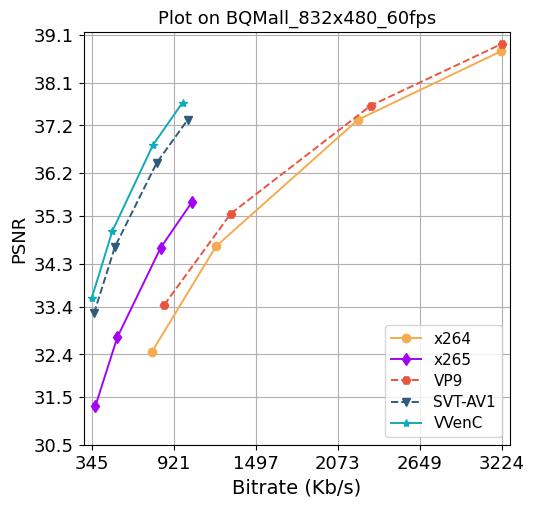 Plot on BQMall_832x480_60fps
39.1
38.1
37.2
36.2
35.3
34.3
33.4
32.4
31.5
30.5
PSNR
x264
x265
VP9
SVT-AV1
VVenC
345 921 1497 2073 2649 3224
Bitrate (Kb/s)